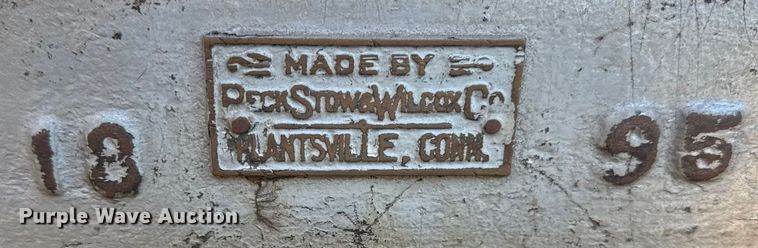 MADE BY
PECK STOW & WILCOX CO
PLANTSVILLE, CONN.
18 95
Purple Wave Auction